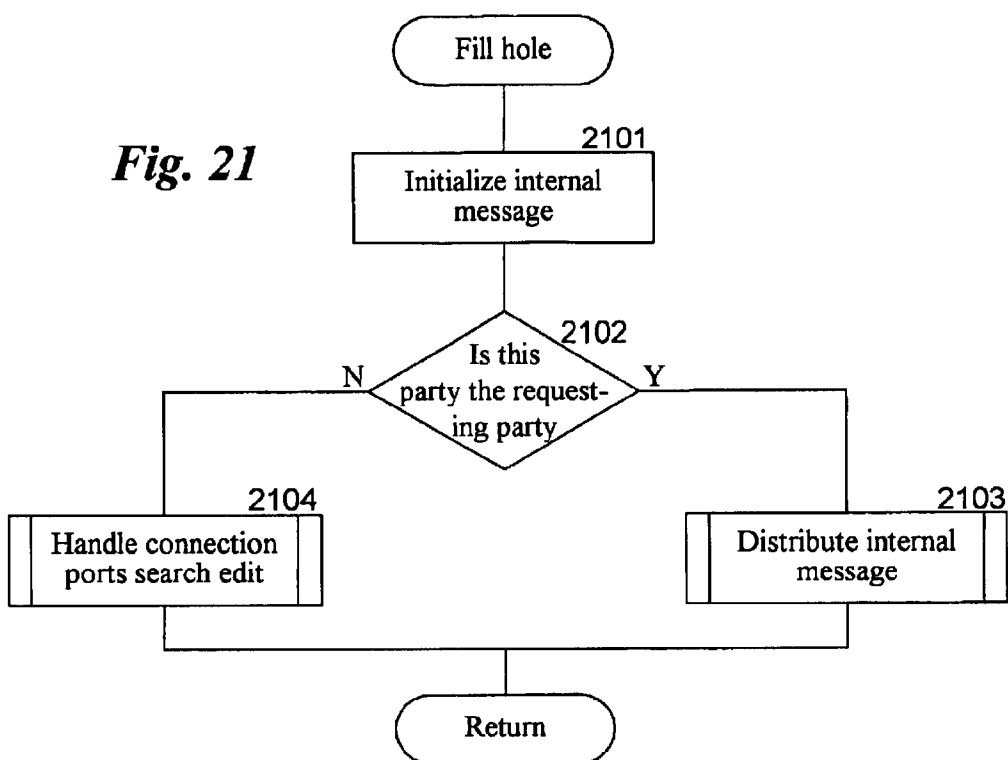 Fill hole
Fig. 21
2101
Initialize internal
message
2102
Is this
party the request-
ing party
N
Y
2104
Handle connection
ports search edit
2103
Distribute internal
message
Return